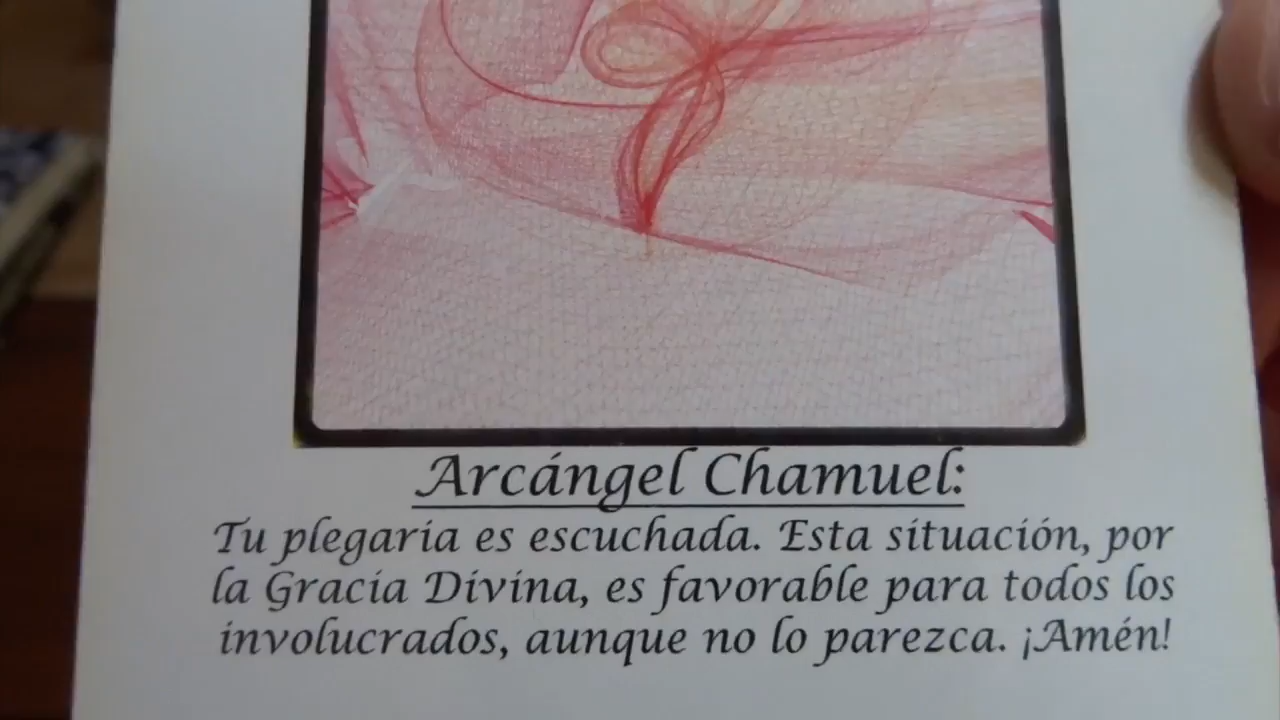 Arcángel Chamuel:
Tu plegaria es escuchada. Esta situación, por
la Gracia Divina, es favorable para todos los
involucrados, aunque no lo parezca. ¡Amén!